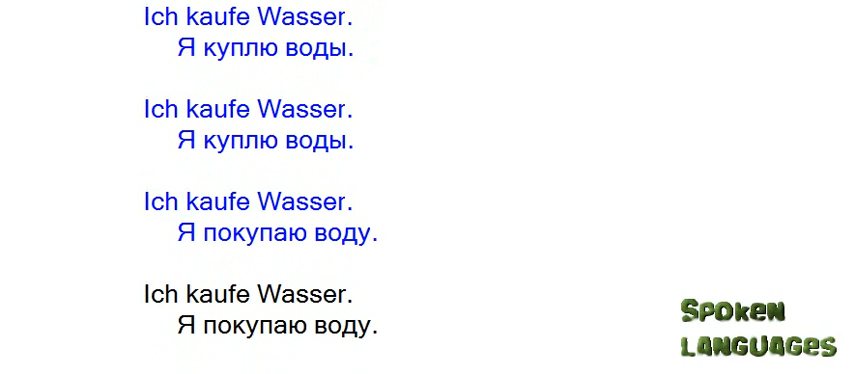 Ich kaufe Wasser.
Я куплю воды.
Ich kaufe Wasser.
Я куплю воды.
Ich kaufe Wasser.
Я покупаю воду.
Ich kaufe Wasser.
Я покупаю воду.
Spoken
Languages